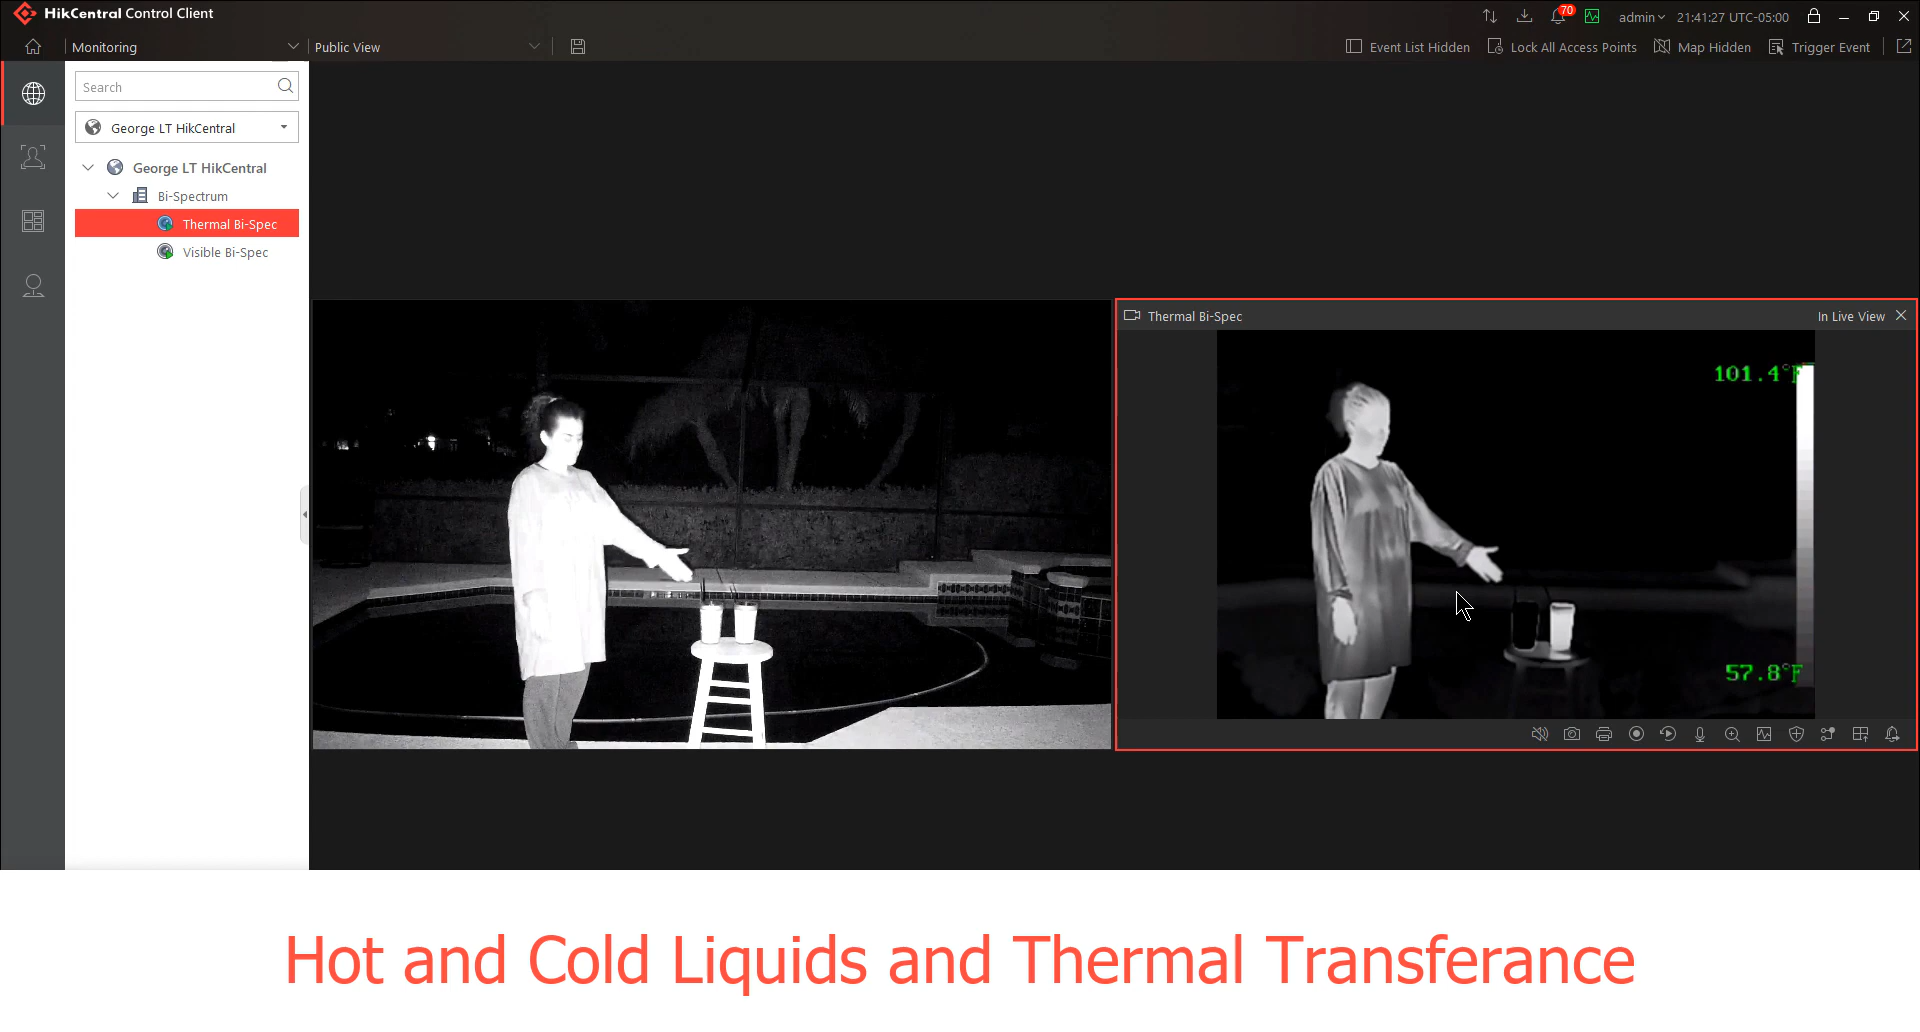 HikCentral Control Client
70
admin
21:41:27 UTC-05:00
Monitoring
Public View
Event List Hidden
Lock All Access Points
Map Hidden
Trigger Event
Search
George LT HikCentral
George LT HikCentral
Bi-Spectrum
Thermal Bi-Spec
Visible Bi-Spec
Thermal Bi-Spec
In Live View
101.4°F
57.8°F
Hot and Cold Liquids and Thermal Transferance